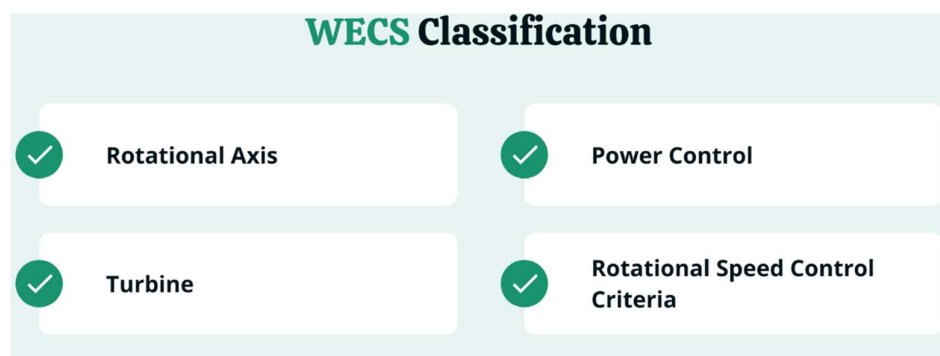 WECS Classification
Rotational Axis
Power Control
Turbine
Rotational Speed Control
Criteria